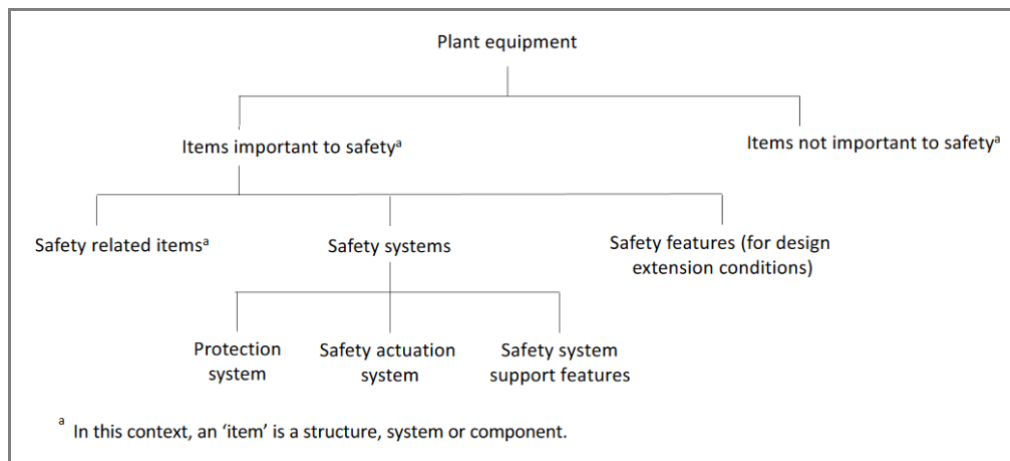 Plant equipment
Items important to safetyª
Items not important to safetyª
Safety related itemsª
Safety systems
Safety features (for design
extension conditions)
Protection
system
Safety actuation
system
Safety system
support features
ª In this context, an ‘item’ is a structure, system or component.